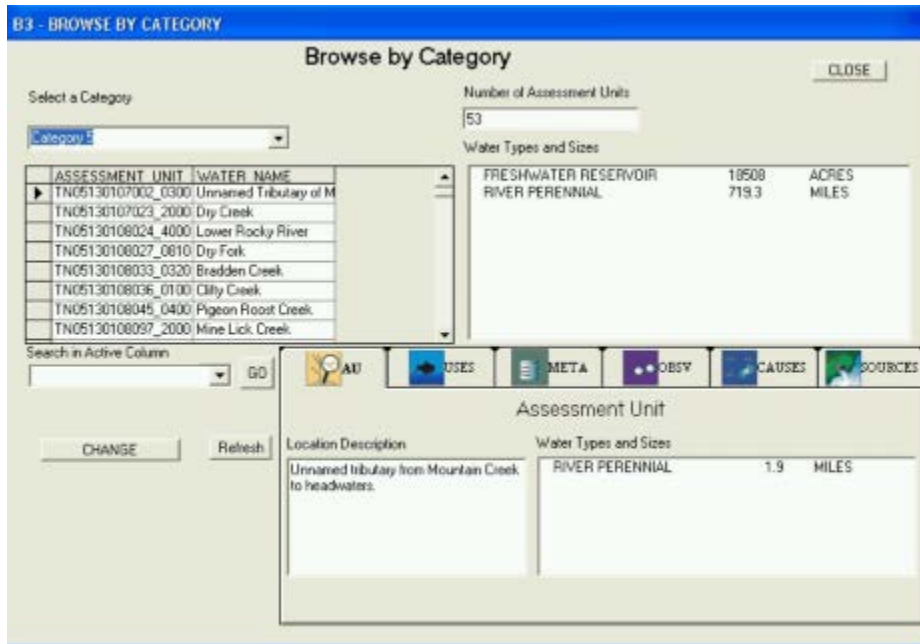 B3 - BROWSE BY CATEGORY
Browse by Category
CLOSE
Select a Category
Number of Assessment Units
Category 5
53
Water Types and Sizes
FRESHWATER RESERVOIR 18508 ACRES
RIVER PERENNIAL 719.3 MILES
ASSESSMENT_UNIT WATER_NAME
TN05130107002_0300 Unnamed Tributary of M
TN05130107023_2000 Dry Creek
TN05130108024_4000 Lower Rocky River
TN05130108027_0810 Dry Fork
TN05130108033_0320 Bradden Creek
TN05130108036_0100 Clifty Creek
TN05130108045_0400 Pigeon Roost Creek
TN05130108097_2000 Mine Lick Creek
Search in Active Column
GO
AU USES META OBSV CAUSES SOURCES
Assessment Unit
CHANGE
Refresh
Location Description
Water Types and Sizes
Unnamed tributary from Mountain Creek
to headwaters.
RIVER PERENNIAL 1.9 MILES